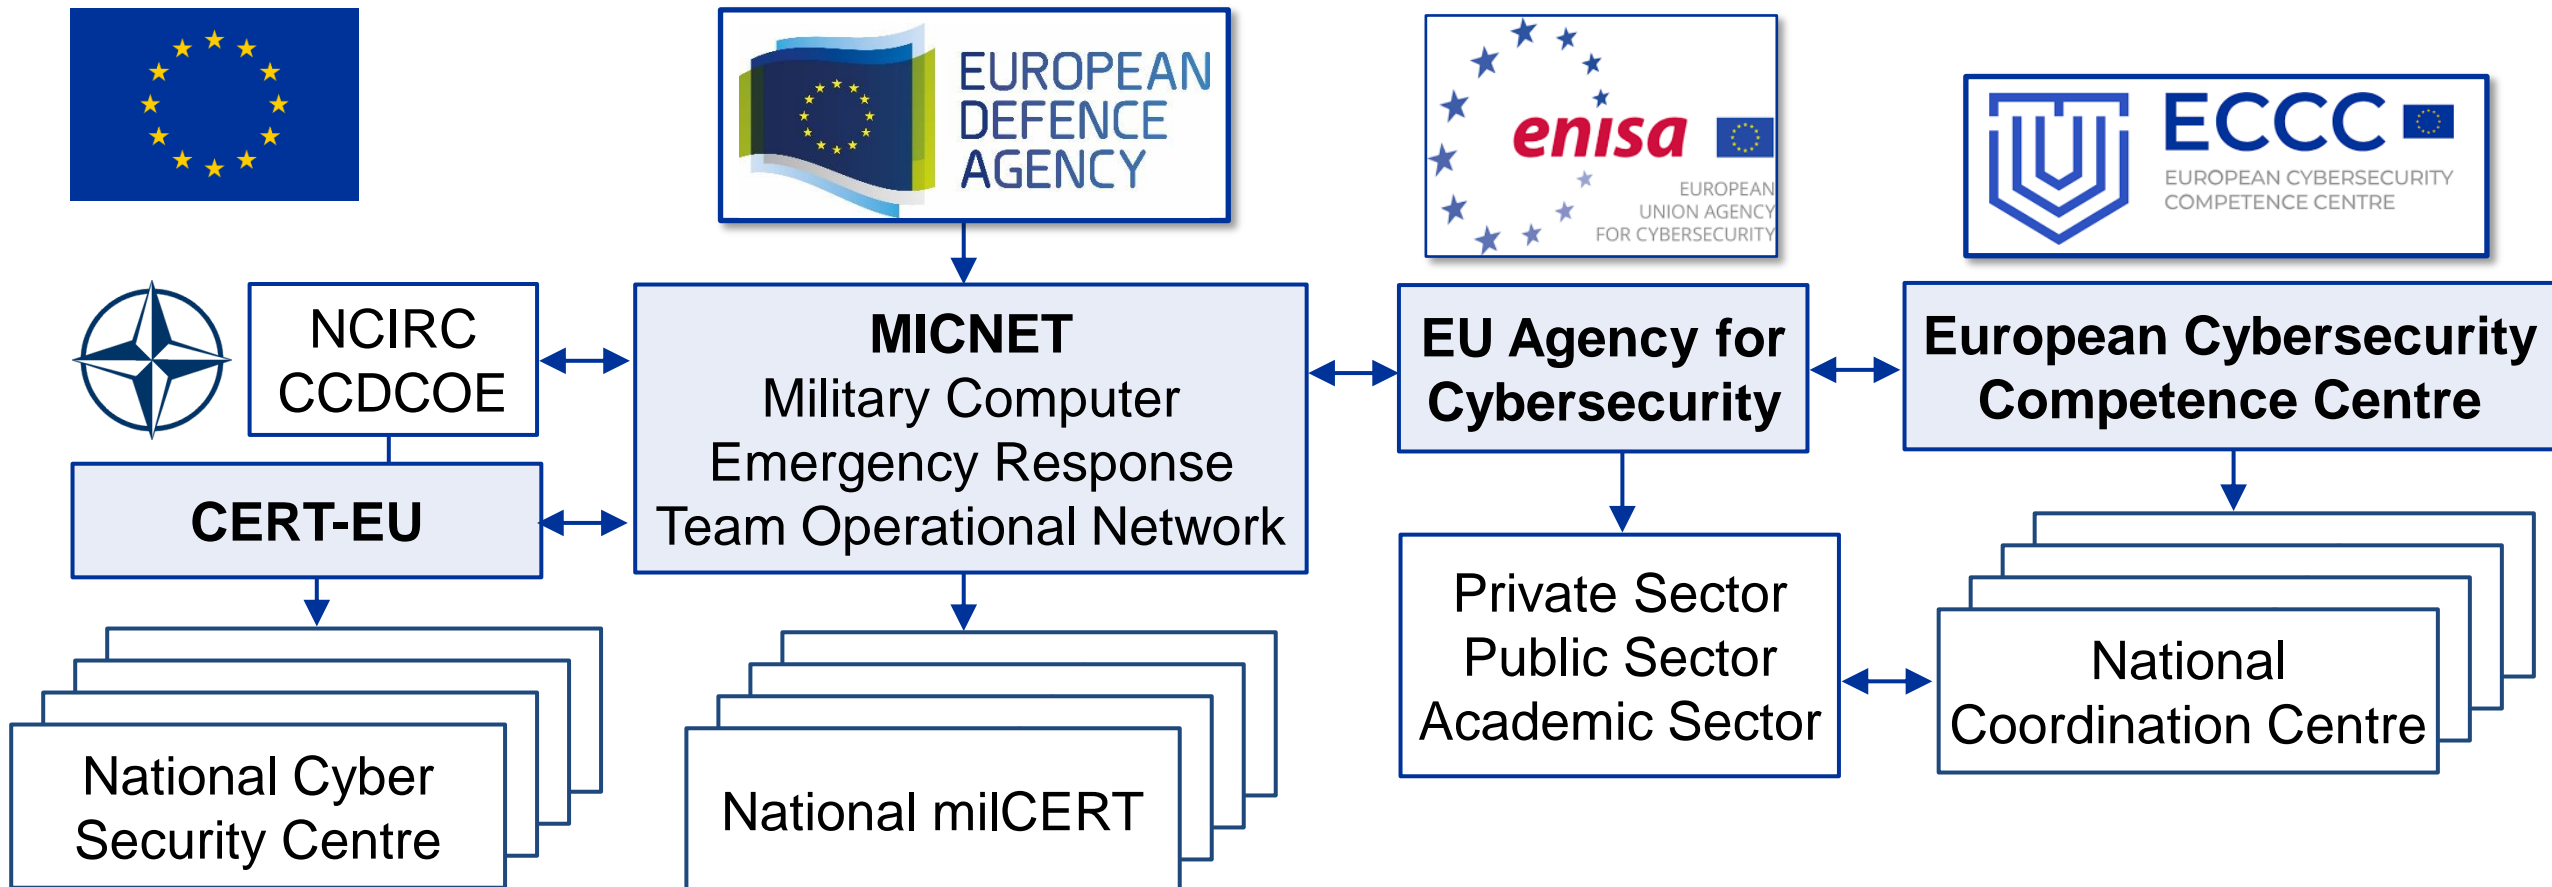 EUROPEAN
DEFENCE
AGENCY
enisa
EUROPEAN
UNION AGENCY
FOR CYBERSECURITY
ECCC
EUROPEAN CYBERSECURITY
COMPETENCE CENTRE
NCIRC
CCDCOE
MICNET
Military Computer
Emergency Response
Team Operational Network
EU Agency for
Cybersecurity
European Cybersecurity
Competence Centre
CERT-EU
Private Sector
Public Sector
Academic Sector
National
Coordination Centre
National Cyber
Security Centre
National milCERT